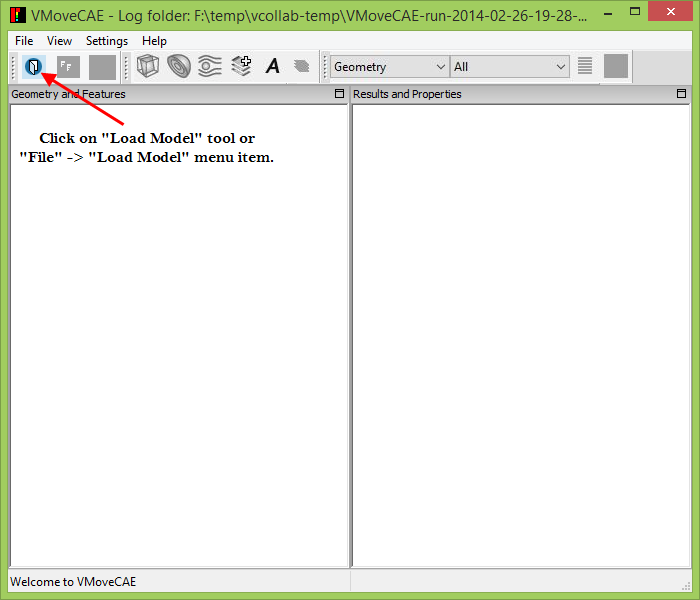 VMoveCAE - Log folder: F:\temp\vcollab-temp\VMoveCAE-run-2014-02-26-19-28-...
File View Settings Help
F F A Geometry All
Geometry and Features
Results and Properties
Click on "Load Model" tool or
"File" -> "Load Model" menu item.
Welcome to VMoveCAE